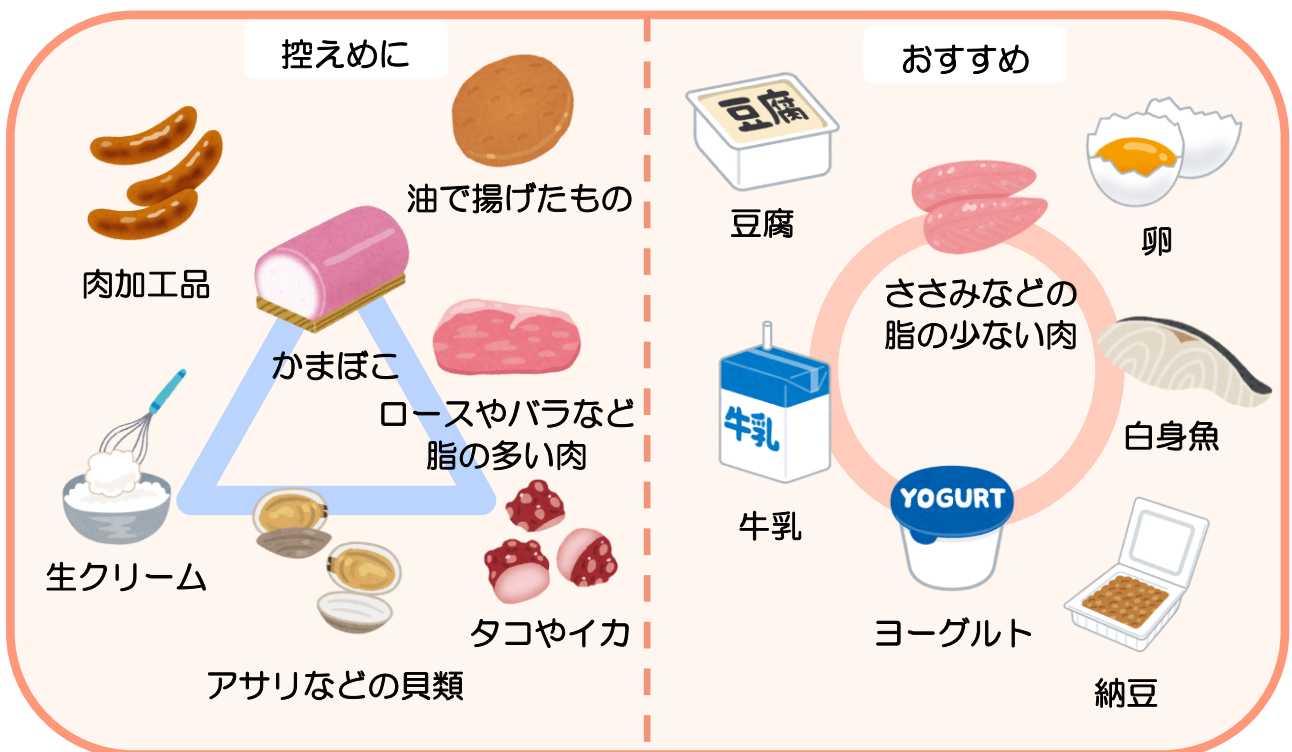 控えめに
油で揚げたもの
肉加工品
かまぼこ
ロースやバラなど
脂の多い肉
生クリーム
タコやイカ
アサリなどの貝類
おすすめ
豆腐
豆腐
卵
ささみなどの
脂の少ない肉
白身魚
牛乳
牛乳
YOGURT
ヨーグルト
納豆